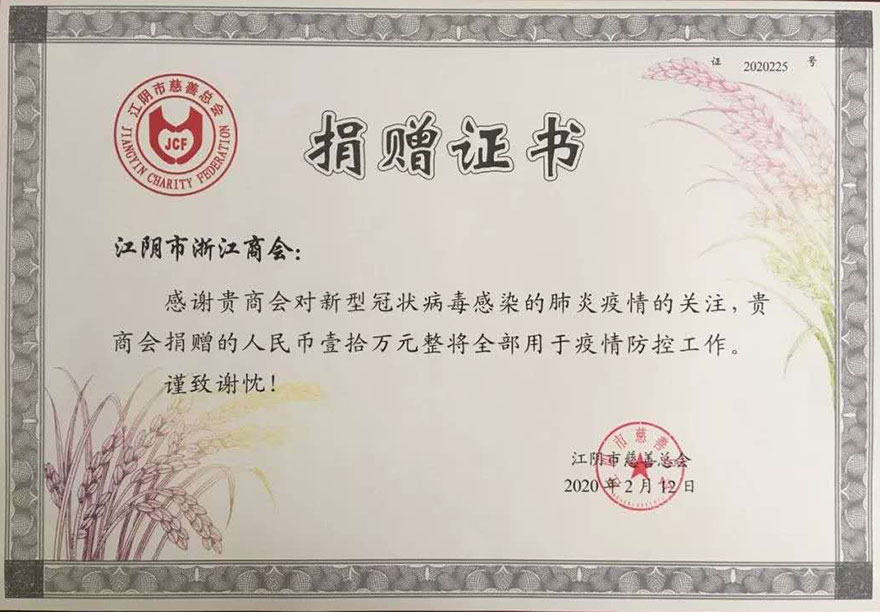 证 2020225 号
江阴市慈善总会
JCF
JIANGYIN CHARITY FEDERATION
捐赠证书
江阴市浙江商会：
感谢贵商会对新型冠状病毒感染的肺炎疫情的关注，贵
商会捐赠的人民币壹拾万元整将全部用于疫情防控工作。
谨致谢忱！
江阴市慈善总会
2020年2月12日